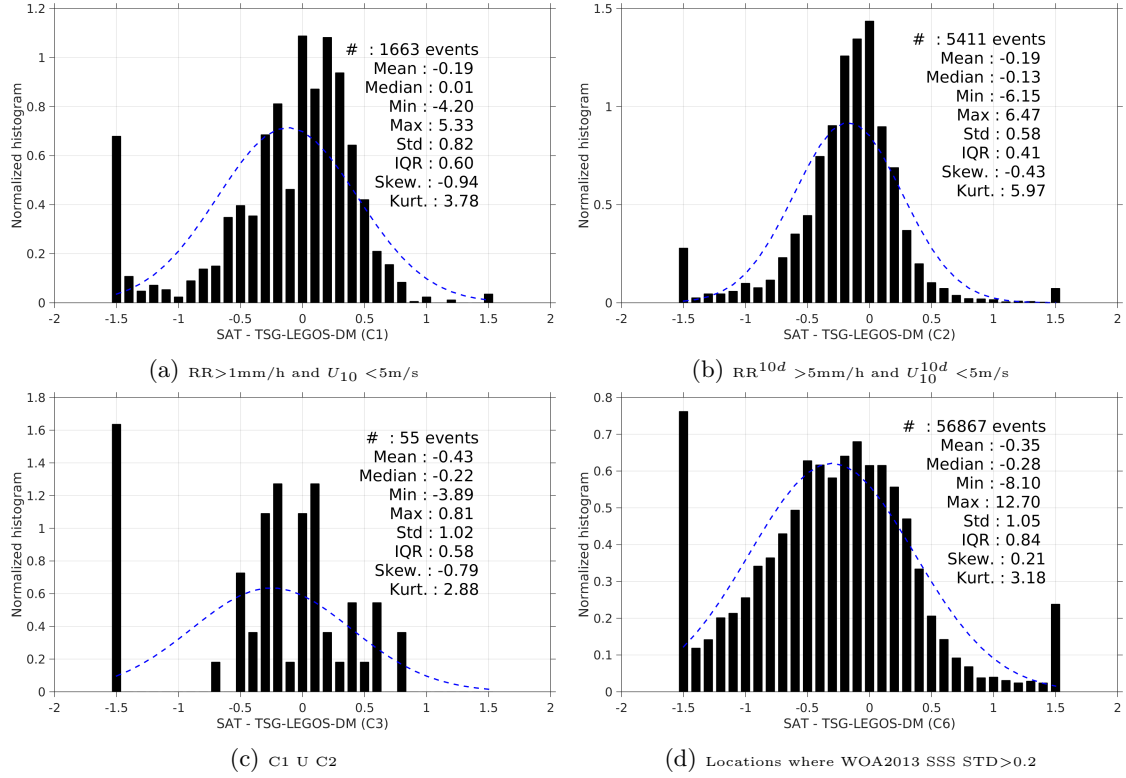 1.2
1
0.8
0.6
0.4
0.2
0
Normalized histogram
# : 1663 events
Mean : -0.19
Median : 0.01
Min : -4.20
Max : 5.33
Std : 0.82
IQR : 0.60
Skew. : -0.94
Kurt. : 3.78
-2 -1.5 -1 -0.5 0 0.5 1 1.5 2
SAT - TSG-LEGOS-DM (C1)
(a) RR>1mm/h and U10 <5m/s
1.5
1
0.5
0
Normalized histogram
# : 5411 events
Mean : -0.19
Median : -0.13
Min : -6.15
Max : 6.47
Std : 0.58
IQR : 0.41
Skew. : -0.43
Kurt. : 5.97
-2 -1.5 -1 -0.5 0 0.5 1 1.5 2
SAT - TSG-LEGOS-DM (C2)
(b) RR10d >5mm/h and U10 10d <5m/s
1.8
1.6
1.4
1.2
1
0.8
0.6
0.4
0.2
0
Normalized histogram
# : 55 events
Mean : -0.43
Median : -0.22
Min : -3.89
Max : 0.81
Std : 1.02
IQR : 0.58
Skew. : -0.79
Kurt. : 2.88
-2 -1.5 -1 -0.5 0 0.5 1 1.5 2
SAT - TSG-LEGOS-DM (C3)
(c) C1 U C2
0.8
0.7
0.6
0.5
0.4
0.3
0.2
0.1
0
Normalized histogram
# : 56867 events
Mean : -0.35
Median : -0.28
Min : -8.10
Max : 12.70
Std : 1.05
IQR : 0.84
Skew. : 0.21
Kurt. : 3.18
-2 -1.5 -1 -0.5 0 0.5 1 1.5 2
SAT - TSG-LEGOS-DM (C6)
(d) Locations where WOA2013 SSS STD>0.2